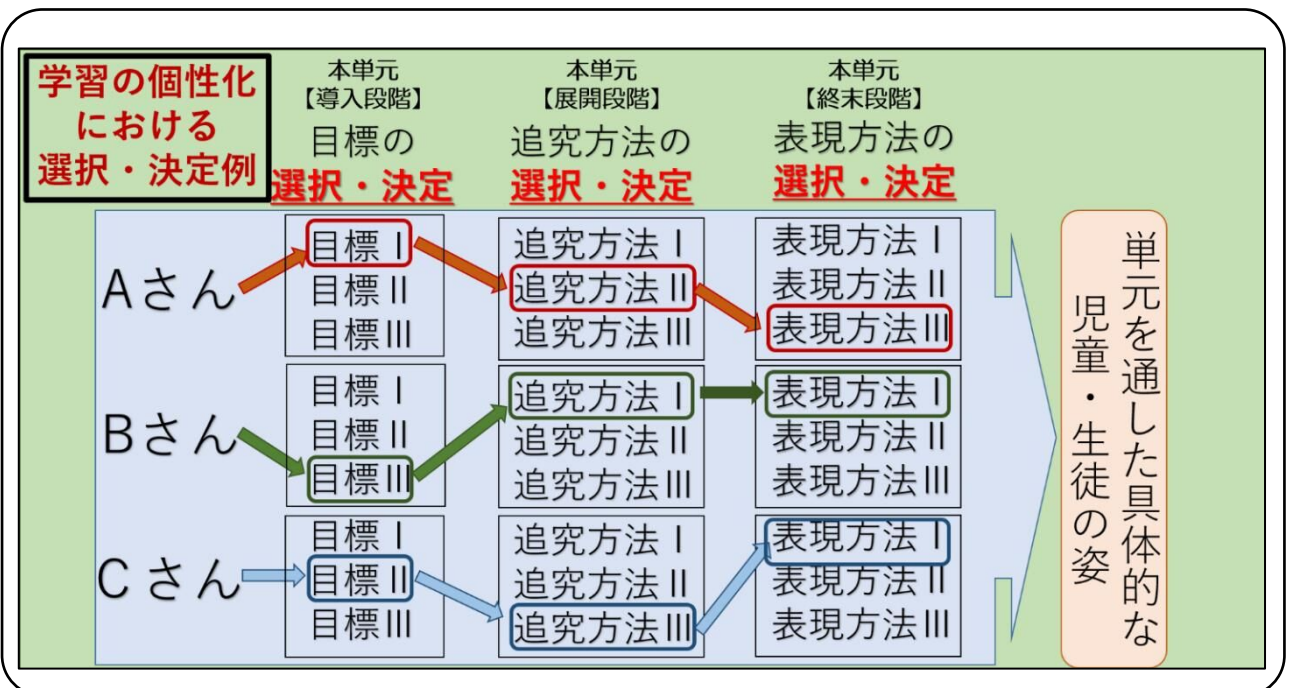 学習の個性化
における
選択・決定例
本単元
【導入段階】
目標の
選択・決定
本単元
【展開段階】
追究方法の
選択・決定
本単元
【終末段階】
表現方法の
選択・決定
Aさん
目標Ⅰ
目標Ⅱ
目標Ⅲ
追究方法Ⅰ
追究方法Ⅱ
追究方法Ⅲ
表現方法Ⅰ
表現方法Ⅱ
表現方法Ⅲ
Bさん
目標Ⅰ
目標Ⅱ
目標Ⅲ
追究方法Ⅰ
追究方法Ⅱ
追究方法Ⅲ
表現方法Ⅰ
表現方法Ⅱ
表現方法Ⅲ
Cさん
目標Ⅰ
目標Ⅱ
目標Ⅲ
追究方法Ⅰ
追究方法Ⅱ
追究方法Ⅲ
表現方法Ⅰ
表現方法Ⅱ
表現方法Ⅲ
単元を通した具体的な
児童・生徒の姿